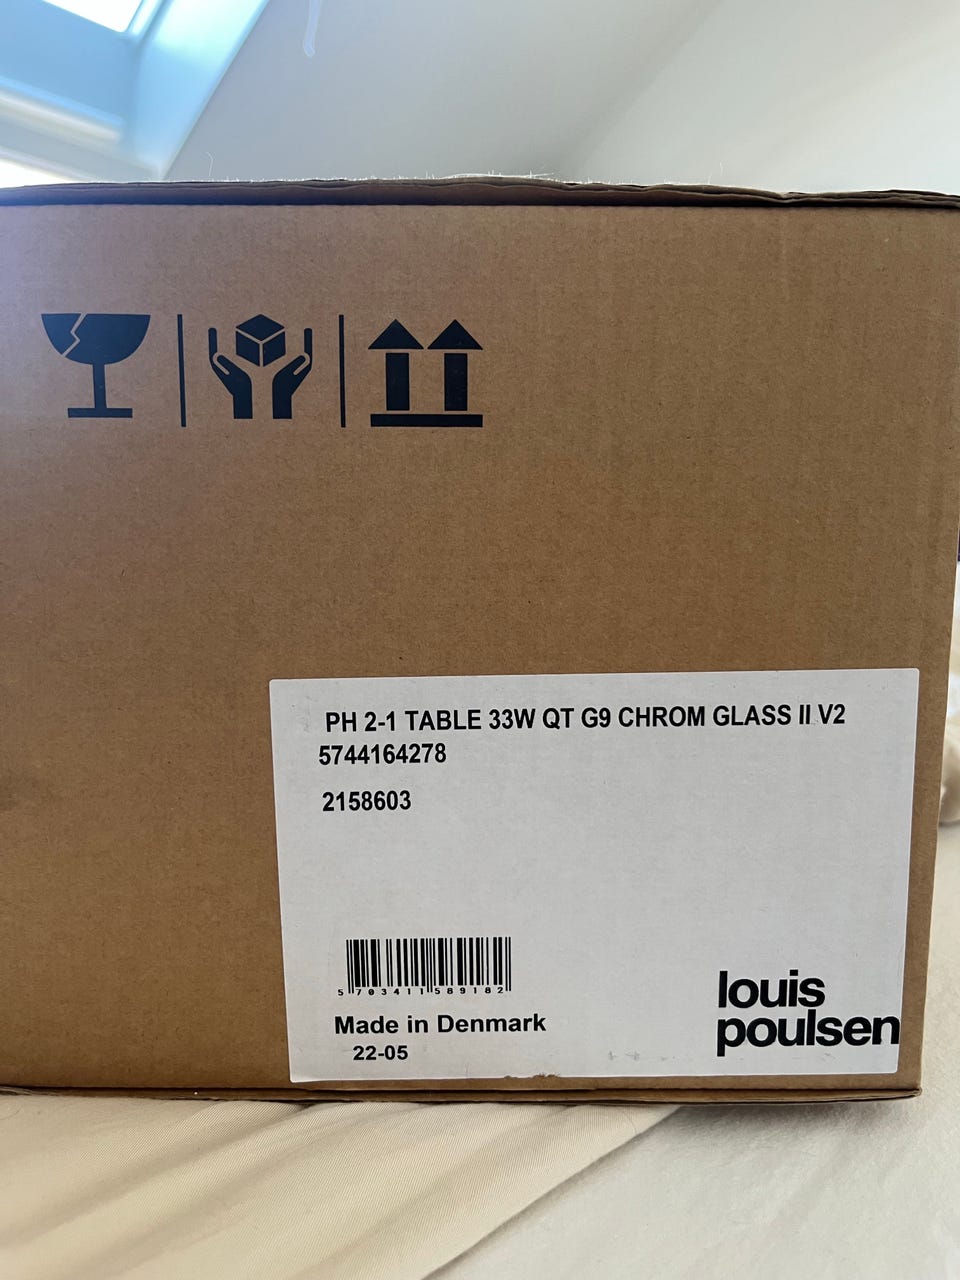 PH 2-1 TABLE 33W QT G9 CHROM GLASS II V2
5744164278
2158603
5 703411 589182
Made in Denmark
22-05
louis
poulsen